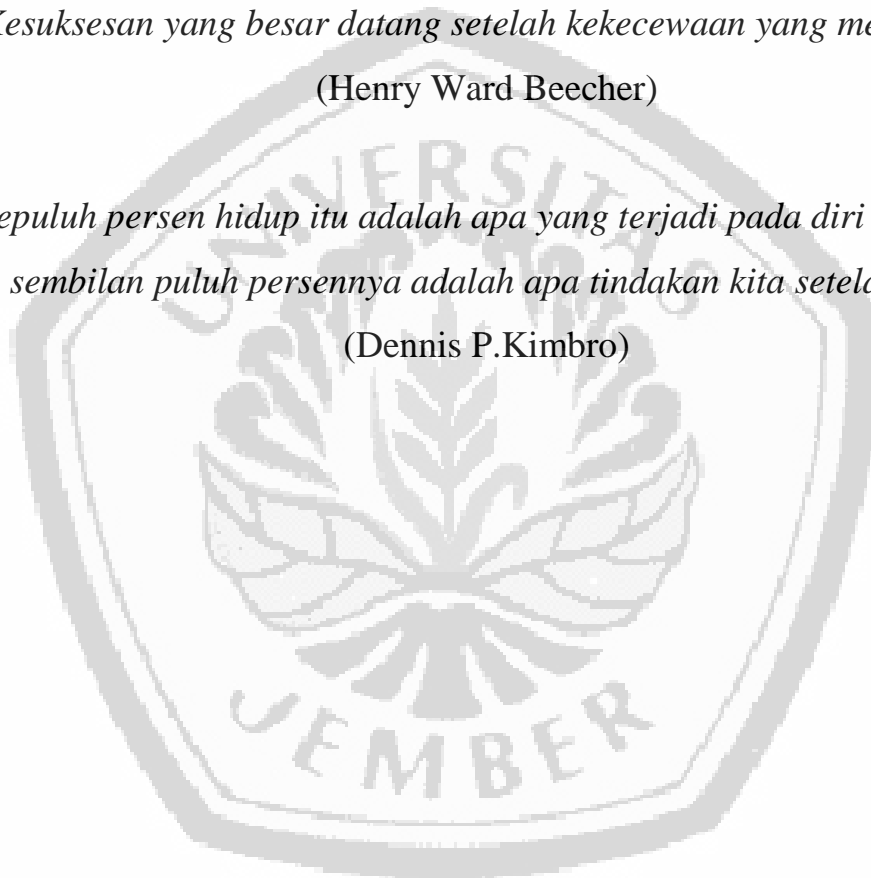 Kesuksesan yang besar datang setelah kekecewaan yang
(Henry Ward Beecher)
persen hidup itu adalah apa yang terjadi pada diri
sembilan puluh persennya adalah apa tindakan kita
(Dennis P.Kimbro)
UNIVERSITAS
JEMBER